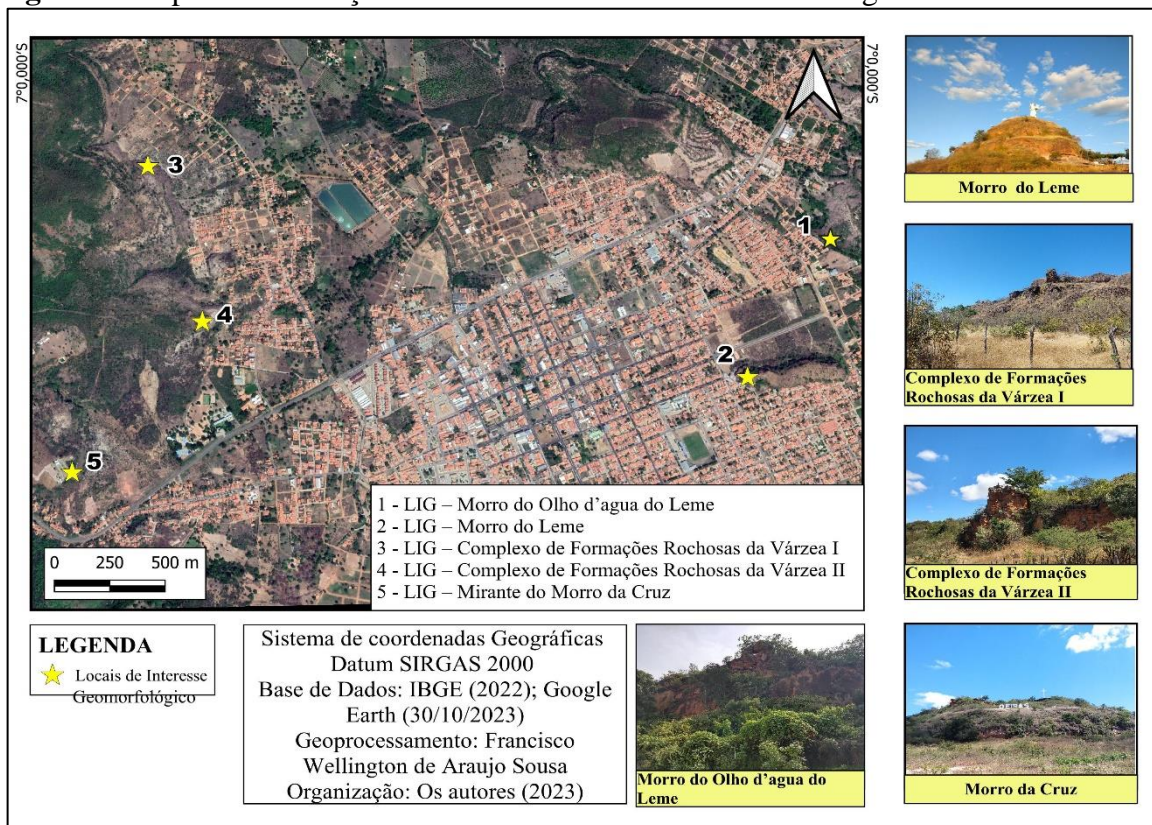 7°0,000'S
7°0,000'S
3
1
4
2
5
0 250 500 m
1 - LIG – Morro do Olho d'agua do Leme
2 - LIG – Morro do Leme
3 - LIG – Complexo de Formações Rochosas da Várzea I
4 - LIG – Complexo de Formações Rochosas da Várzea II
5 - LIG – Mirante do Morro da Cruz
Morro do Leme
Complexo de Formações
Rochosas da Várzea I
Complexo de Formações
Rochosas da Várzea II
LEGENDA
Locais de Interesse
Geomorfológico
Sistema de coordenadas Geográficas
Datum SIRGAS 2000
Base de Dados: IBGE (2022); Google
Earth (30/10/2023)
Geoprocessamento: Francisco
Wellington de Araujo Sousa
Organização: Os autores (2023)
Morro do Olho d'agua do
Leme
OEIRAS
Morro da Cruz